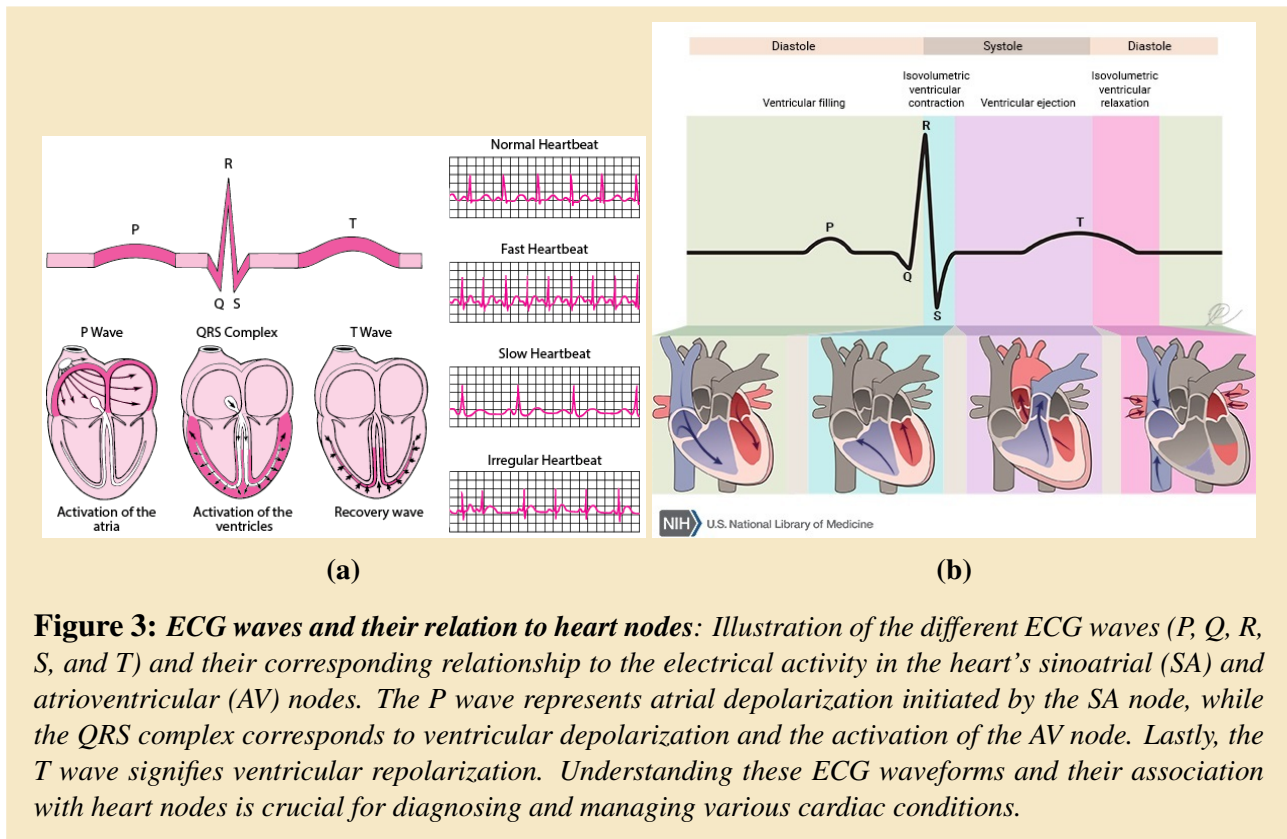 R
P
T
Q S
P Wave
QRS Complex
T Wave
Activation of the
atria
Activation of the
ventricles
Recovery wave
Normal Heartbeat
Fast Heartbeat
Slow Heartbeat
Irregular Heartbeat
(a)
Diastole Systole Diastole
Ventricular filling
Isovolumetric
ventricular
contraction
Ventricular ejection
Isovolumetric
ventricular
relaxation
R
P
T
Q
S
NIH U.S. National Library of Medicine
(b)
Figure 3: ECG waves and their relation to heart nodes: Illustration of the different ECG waves (P, Q, R,
S, and T) and their corresponding relationship to the electrical activity in the heart's sinoatrial (SA) and
atrioventricular (AV) nodes. The P wave represents atrial depolarization initiated by the SA node, while
the QRS complex corresponds to ventricular depolarization and the activation of the AV node. Lastly, the
T wave signifies ventricular repolarization. Understanding these ECG waveforms and their association
with heart nodes is crucial for diagnosing and managing various cardiac conditions.